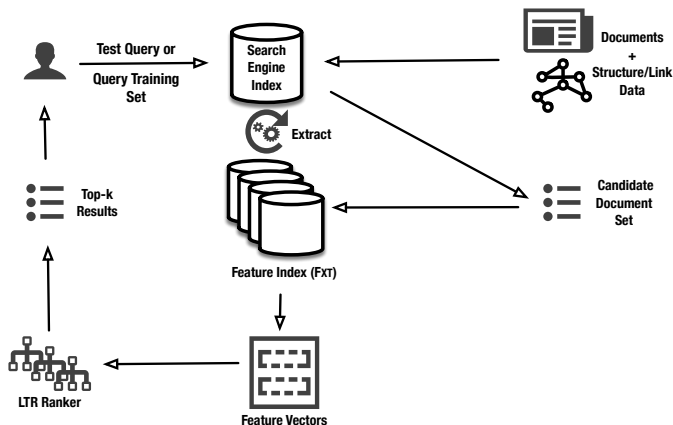 Test Query or
Query Training
Set
Search
Engine
Index
Documents
+
Structure/Link
Data
Extract
Top-k
Results
Candidate
Document
Set
Feature Index (FXT)
LTR Ranker
Feature Vectors